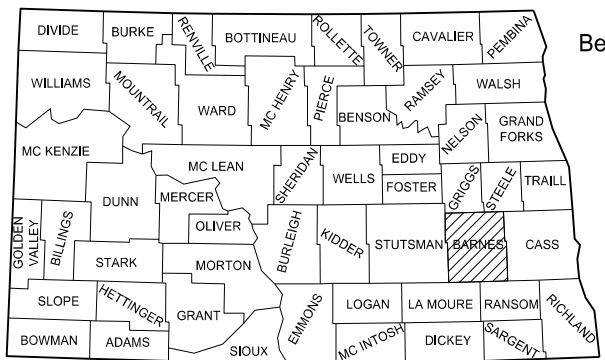 DIVIDE
BURKE
RENVILLE
BOTTINEAU
ROLLETTE
TOWNER
CAVALIER
PEMBINA
Be
WILLIAMS
MOUNTRAIL
WARD
MC HENRY
PIERCE
BENSON
RAMSEY
WALSH
NELSON
GRAND
FORKS
MC KENZIE
MC LEAN
SHERIDAN
WELLS
EDDY
FOSTER
GRIGGS
STEELE
TRAILL
DUNN
MERCER
OLIVER
GOLDEN
VALLEY
BILLINGS
STARK
MORTON
BURLEIGH
KIDDER
STUTSMAN
BARNES
CASS
SLOPE
HETTINGER
GRANT
EMMONS
LOGAN
LA MOURE
RANSOM
RICHLAND
BOWMAN
ADAMS
SIOUX
MC INTOSH
DICKEY
SARGENT